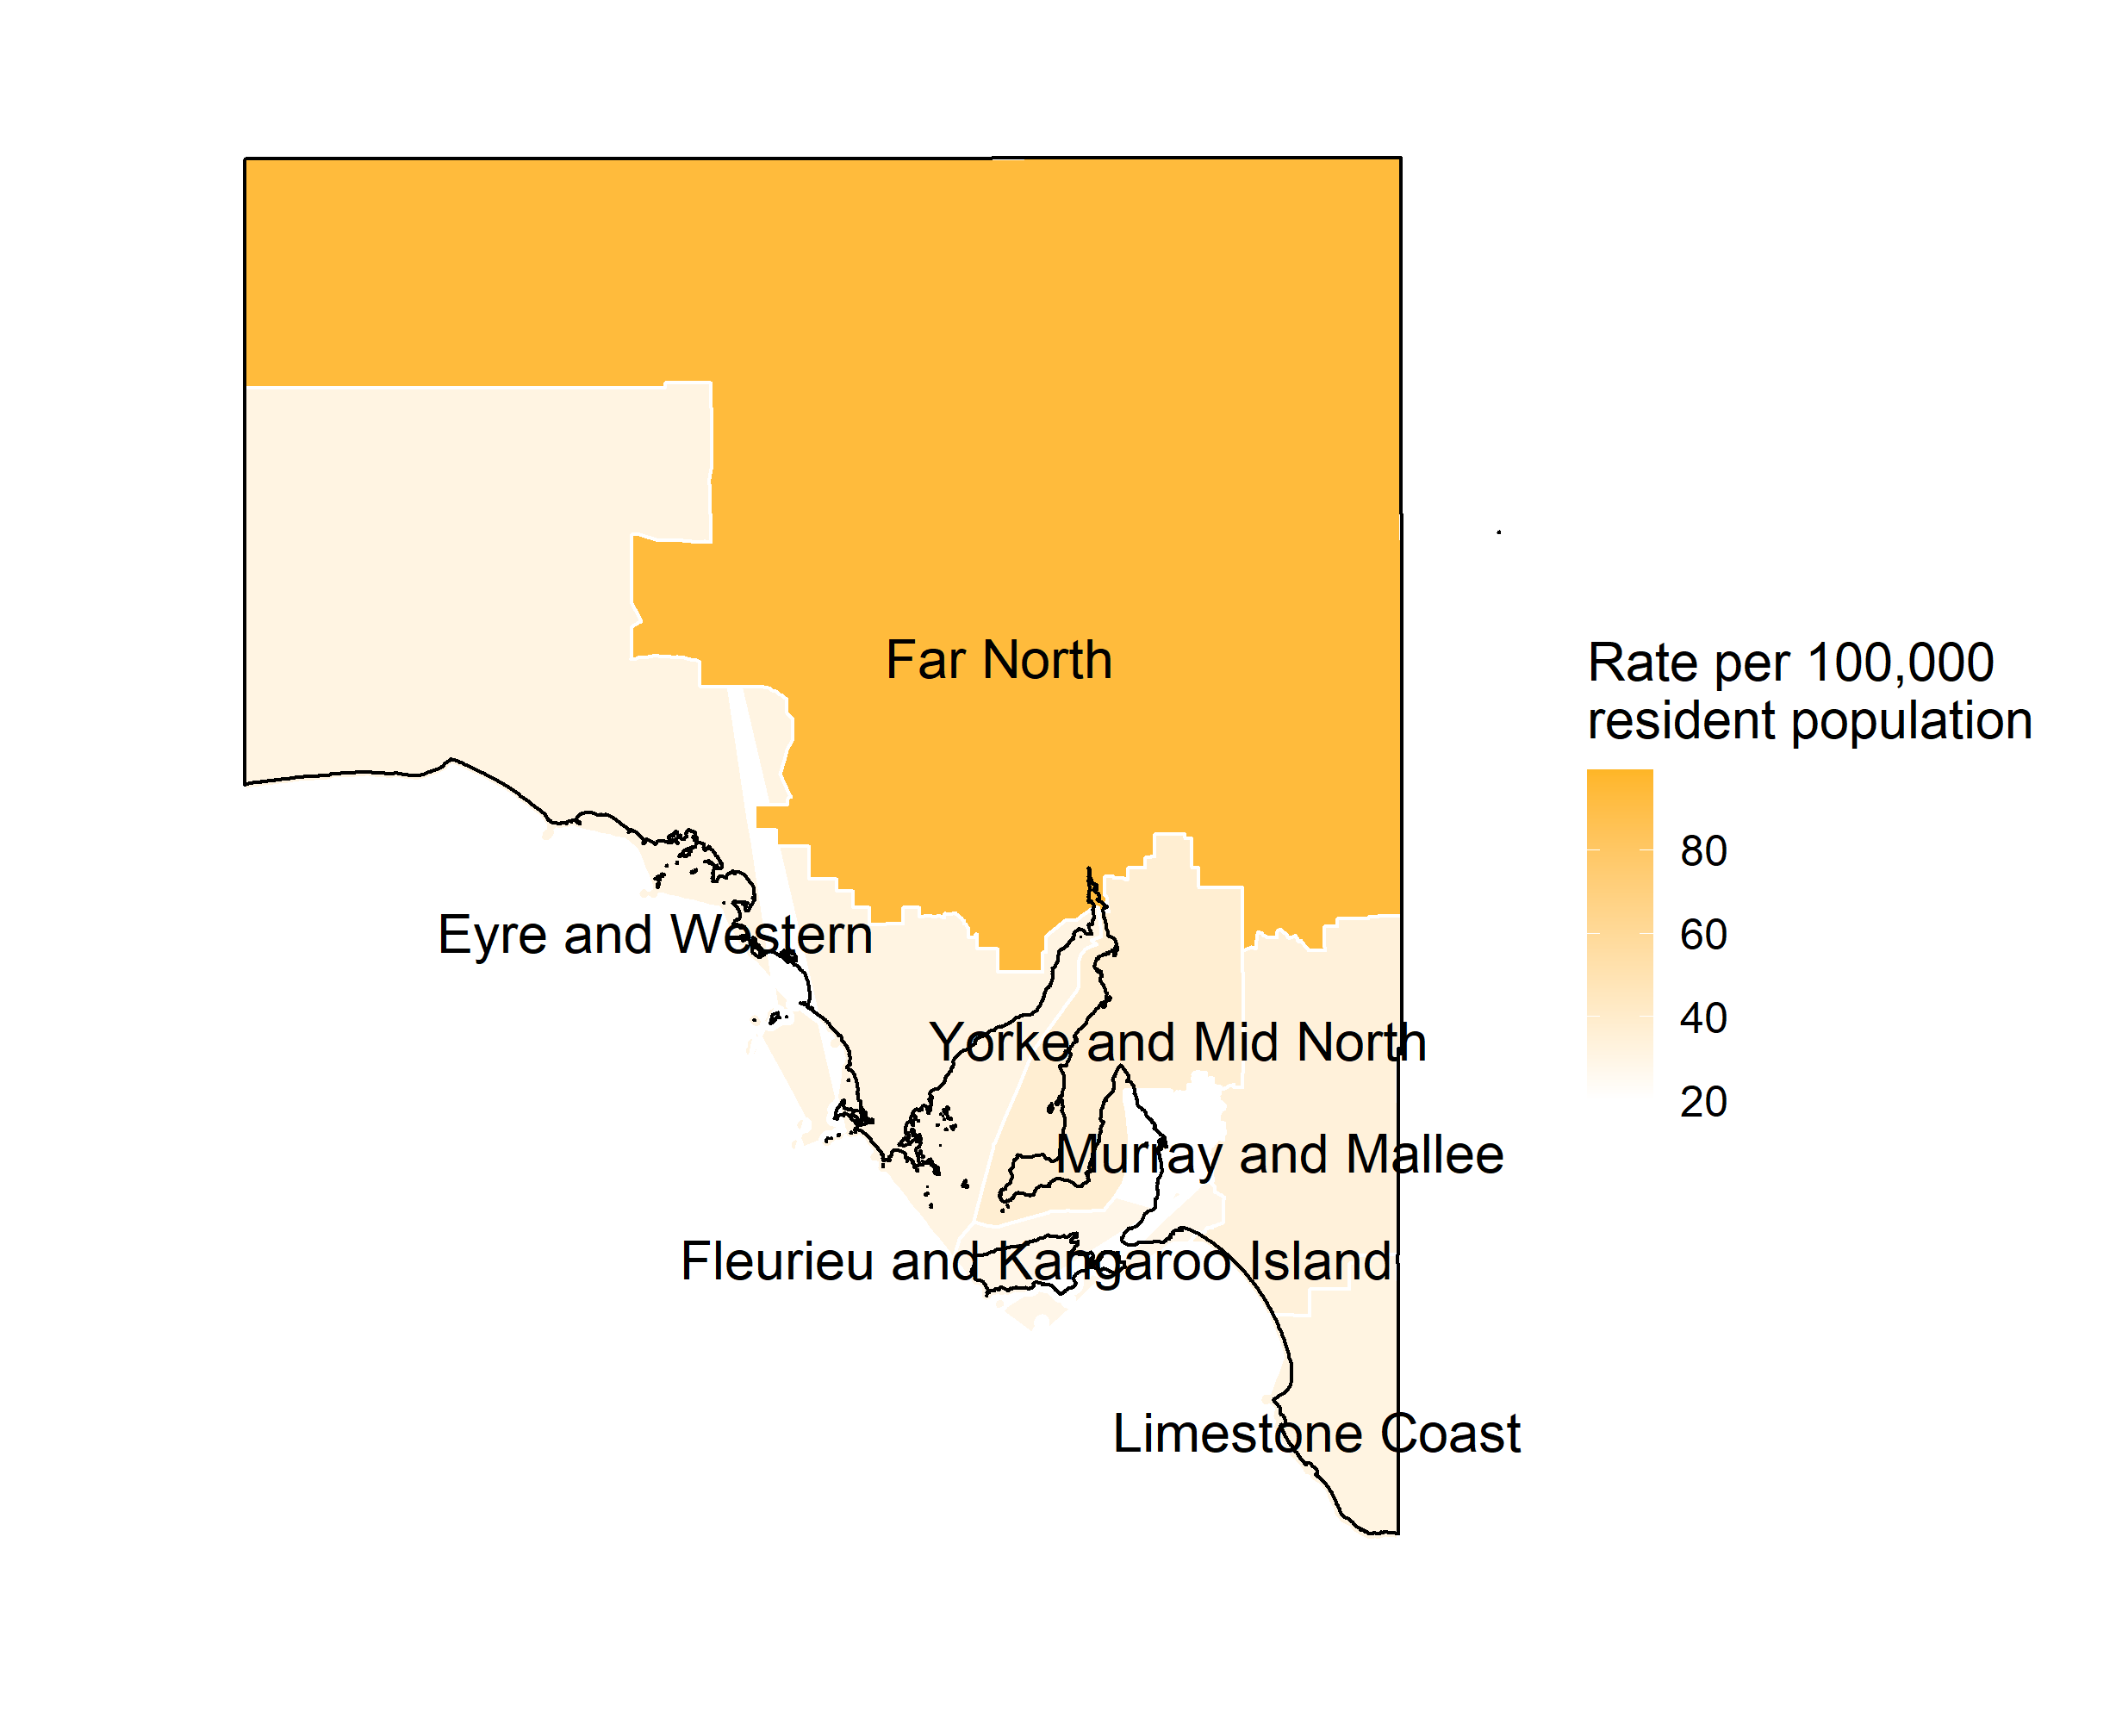 Far North
Rate per 100,000
resident population
80
60
40
20
Eyre and Western
Yorke and Mid North
Murray and Mallee
Fleurieu and Kangaroo Island
Limestone Coast